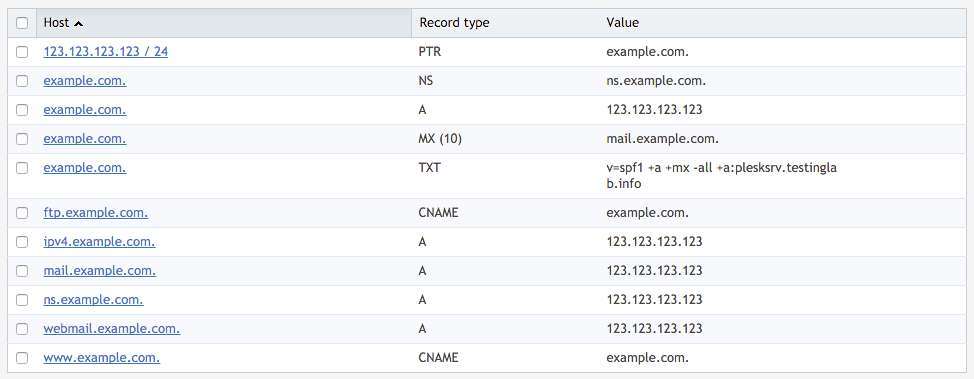 Host Record type Value
123.123.123.123 / 24 PTR example.com.
example.com. NS ns.example.com.
example.com. A 123.123.123.123
example.com. MX (10) mail.example.com.
example.com. TXT v=spf1 +a +mx -all +a:plesksrv.testingla
b.info
ftp.example.com. CNAME example.com.
ipv4.example.com. A 123.123.123.123
mail.example.com. A 123.123.123.123
ns.example.com. A 123.123.123.123
webmail.example.com. A 123.123.123.123
www.example.com. CNAME example.com.